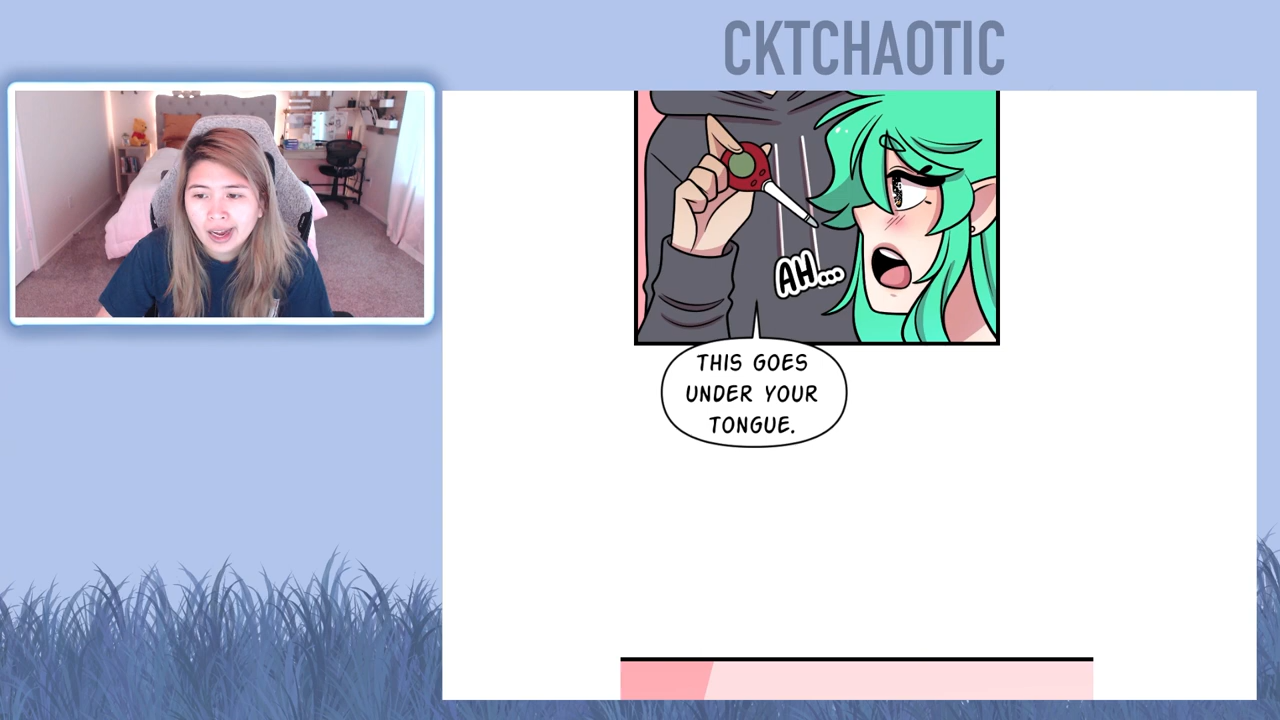 CKTCHAOTIC
AH...
THIS GOES
UNDER YOUR
TONGUE.